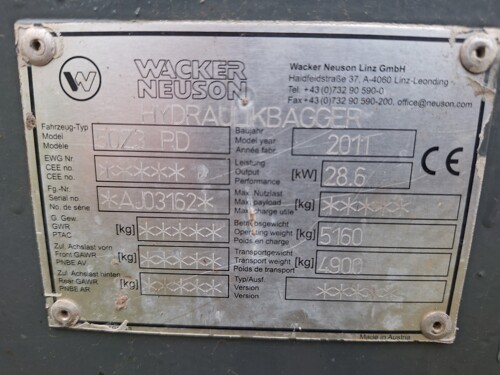 WACKER
NEUSON
Wacker Neuson Linz GmbH
Haidfeldstraße 37, A-4060 Linz-Leonding
Tel. +43(0)732 90 590-0
Fax +43(0)732 90 590-200, office@neuson.com
HYDRAULIKBAGGER
Fahrzeug-Typ
Model
Modèle
RD
Baujahr
Model year
Année fabr.
2011
EWG Nr.
CEE no.
CEE no.
*****
Leistung
Output
Performance
[kW]
28.6
CE
Fg.-Nr.
Serial no.
No. de série
*AJ03162*
Max. Nutzlast
Max. payload
Max. charge utile
[kg]
*****
G. Gew.
GWR
PTAC
[kg]
*****
Betriebsgewicht
Operating weight
Poids en charge
[kg]
5160
Zul. Achslast vorn
Front GAWR
PNBE AV
[kg]
*****
Transportgewicht
Transport weight
Poids de transport
[kg]
4900
Zul. Achslast hinten
Rear GAWR
PNBE AR
[kg]
*****
Typ/Ausf.
Version
Version
*****
Made in Austria